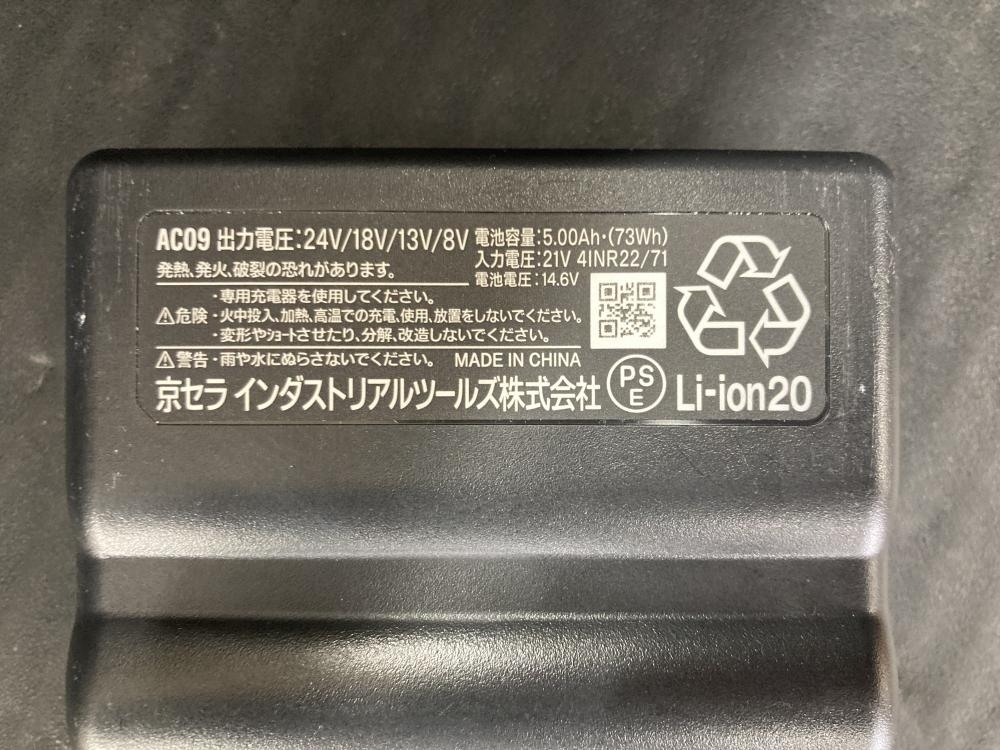 AC09 出力電圧:24V/18V/13V/8V 電池容量:5.00Ah・(73Wh)
入力電圧:21V 4INR22/71
発熱、発火、破裂の恐れがあります。
電池電圧:14.6V
・専用充電器を使用してください。
⚠危険・火中投入、加熱、高温での充電、使用、放置をしないでください。
・変形やショートさせたり、分解、改造しないでください。
⚠警告・雨や水にぬらさないでください。 MADE IN CHINA
京セラ インダストリアルツールズ株式会社
PS
E
Li-ion20